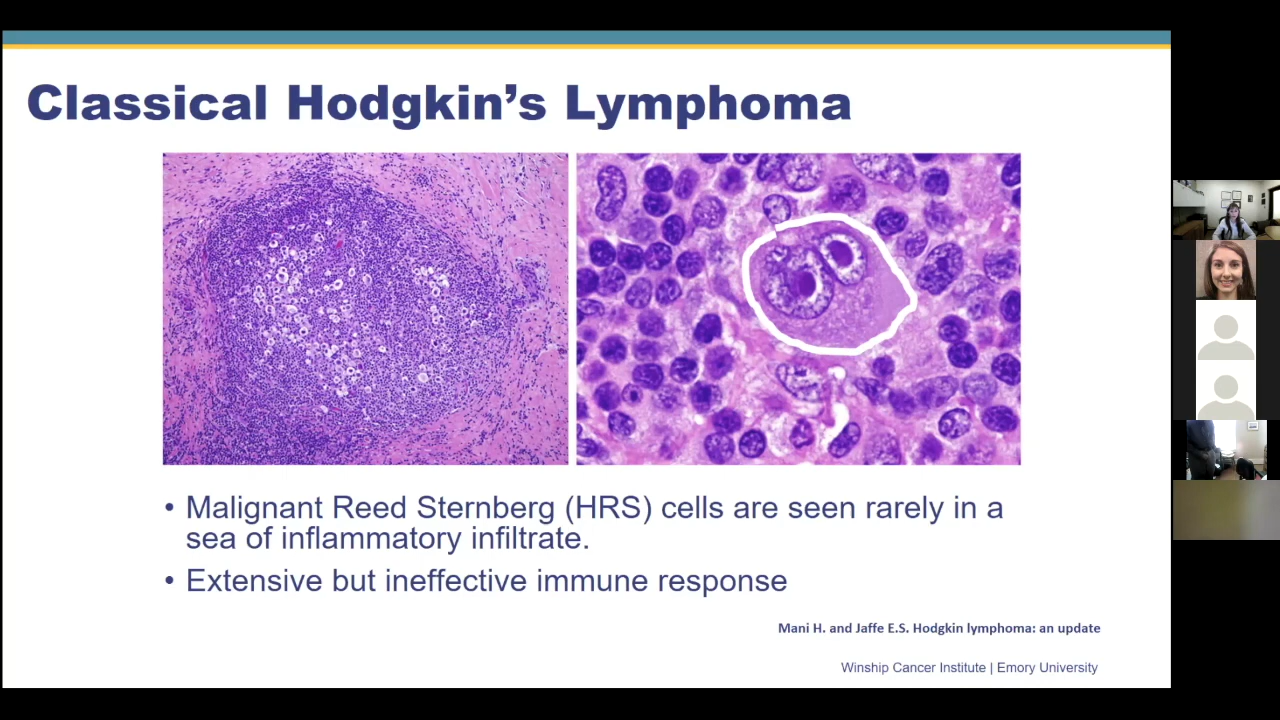 Classical Hodgkin's Lymphoma
• Malignant Reed Sternberg (HRS) cells are seen rarely in a
sea of inflammatory infiltrate.
• Extensive but ineffective immune response
Mani H. and Jaffe E.S. Hodgkin lymphoma: an update
Winship Cancer Institute | Emory University